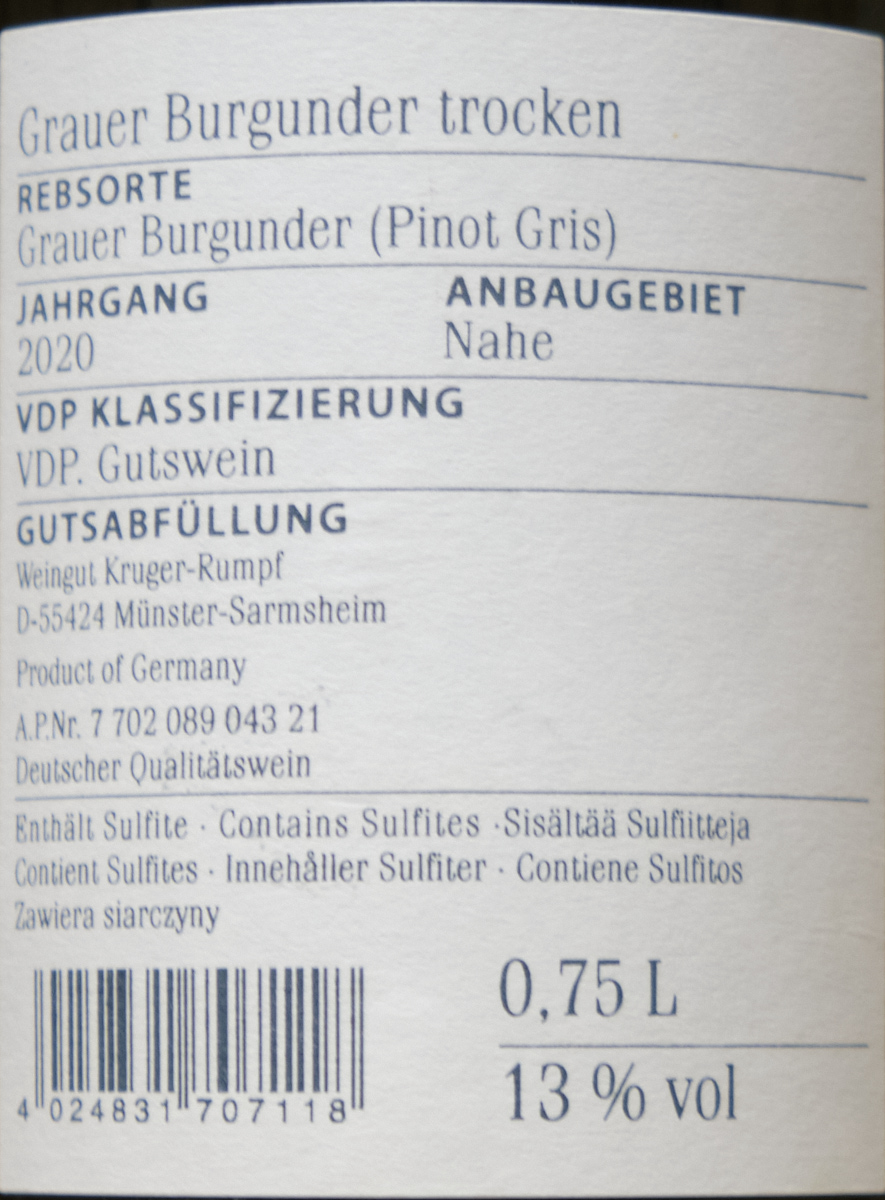 Grauer Burgunder trocken
REBSORTE
Grauer Burgunder (Pinot Gris)
JAHRGANG ANBAUGEBIET
2020 Nahe
VDP KLASSIFIZIERUNG
VDP. Gutswein
GUTSABFÜLLUNG
Weingut Kruger-Rumpf
D-55424 Münster-Sarmsheim
Product of Germany
A.P.Nr. 7 702 089 043 21
Deutscher Qualitätswein
Enthält Sulfite · Contains Sulfites · Sisältää Sulfiitteja
Contient Sulfites · Innehåller Sulfiter · Contiene Sulfitos
Zawiera siarczyny
0,75 L
13 % vol
4 024831 707118